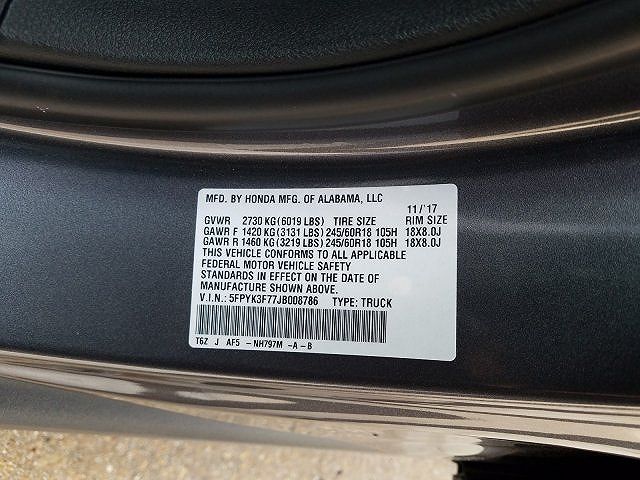 MFD. BY HONDA MFG. OF ALABAMA, LLC
11/'17
GVWR 2730 KG(6019 LBS) TIRE SIZE RIM SIZE
GAWR F 1420 KG(3131 LBS) 245/60R18 105H 18X8.0J
GAWR R 1460 KG(3219 LBS) 245/60R18 105H 18X8.0J
THIS VEHICLE CONFORMS TO ALL APPLICABLE
FEDERAL MOTOR VEHICLE SAFETY
STANDARDS IN EFFECT ON THE DATE OF
MANUFACTURE SHOWN ABOVE.
V.I.N.: 5FPYK3F77JB008786 TYPE: TRUCK
T6Z J AF5 -NH797M -A-B